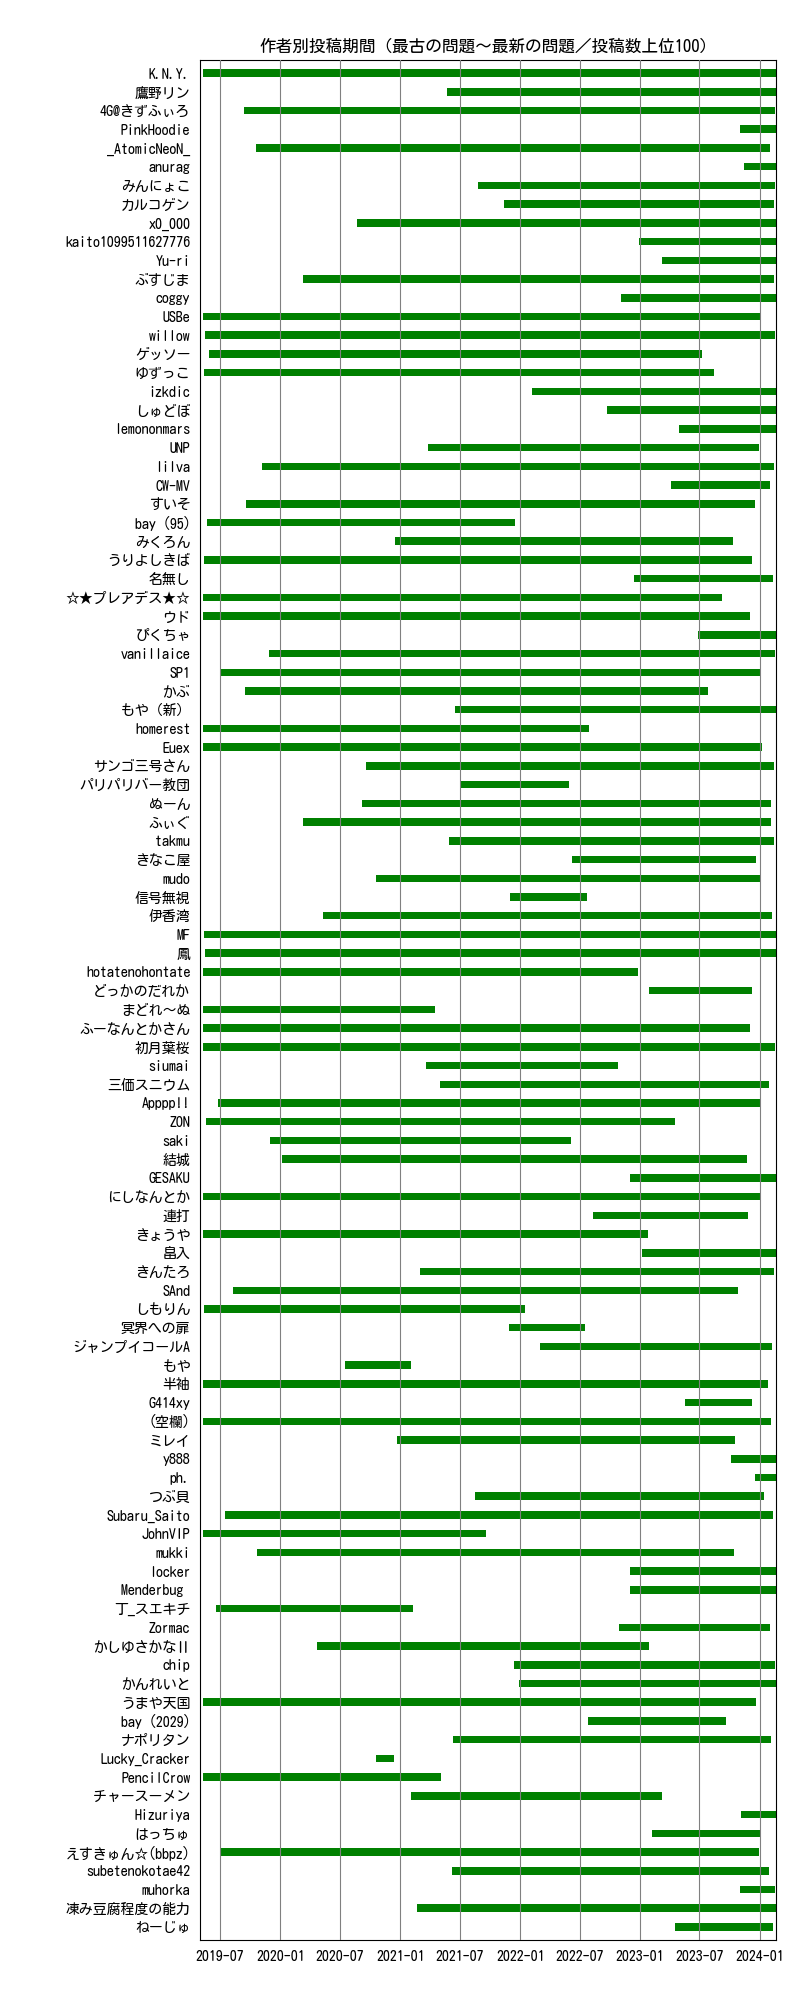 作者別投稿期間（最古の問題～最新の問題／投稿数上位100）
K.N.Y.
鷹野リン
4G@きずふぃろ
PinkHoodie
_AtomicNeoN_
anurag
みんにょこ
カルコゲン
x0_000
kaito1099511627776
Yu-ri
ぶすじま
coggy
USBe
willow
ゲッソー
ゆずっこ
izkdic
しゅどぼ
lemononmars
UNP
lilva
CW-MV
すいそ
bay (95)
みくろん
うりよしきば
名無し
☆★プレアデス★☆
ウド
ぴくちゃ
vanillaice
SP1
かぶ
もや（新）
homerest
Euex
サンゴ三号さん
パリパリバー教団
ぬーん
ふぃぐ
takmu
きなこ屋
mudo
信号無視
伊香湾
MF
鳳
hotatenohontate
どっかのだれか
まどれ～ぬ
ふーなんとかさん
初月葉桜
siumai
三価スニウム
Appppll
ZON
saki
結城
GESAKU
にしなんとか
連打
きょうや
畠入
きんたろ
SAnd
しもりん
冥界への扉
ジャンプイコールA
もや
半袖
G414xy
(空欄)
ミレイ
y888
ph.
つぶ貝
Subaru_Saito
JohnVIP
mukki
locker
Menderbug
丁_スエキチ
Zormac
かしゆさかなII
chip
かんれいと
うまや天国
bay (2029)
ナポリタン
Lucky_Cracker
PencilCrow
チャースーメン
Hizuriya
はっちゅ
えすきゅん☆(bbpz)
subetenokotae42
muhorka
凍み豆腐程度の能力
ねーじゅ
2019-07 2020-01 2020-07 2021-01 2021-07 2022-01 2022-07 2023-01 2023-07 2024-01